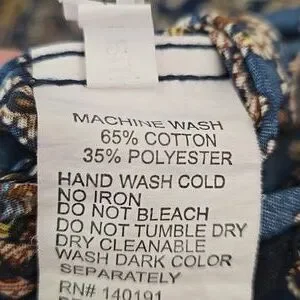 MACHINE WASH
65% COTTON
35% POLYESTER
HAND WASH COLD
NO IRON
DO NOT BLEACH
DO NOT TUMBLE DRY
DRY CLEANABLE
WASH DARK COLOR
SEPARATELY
RN# 140191